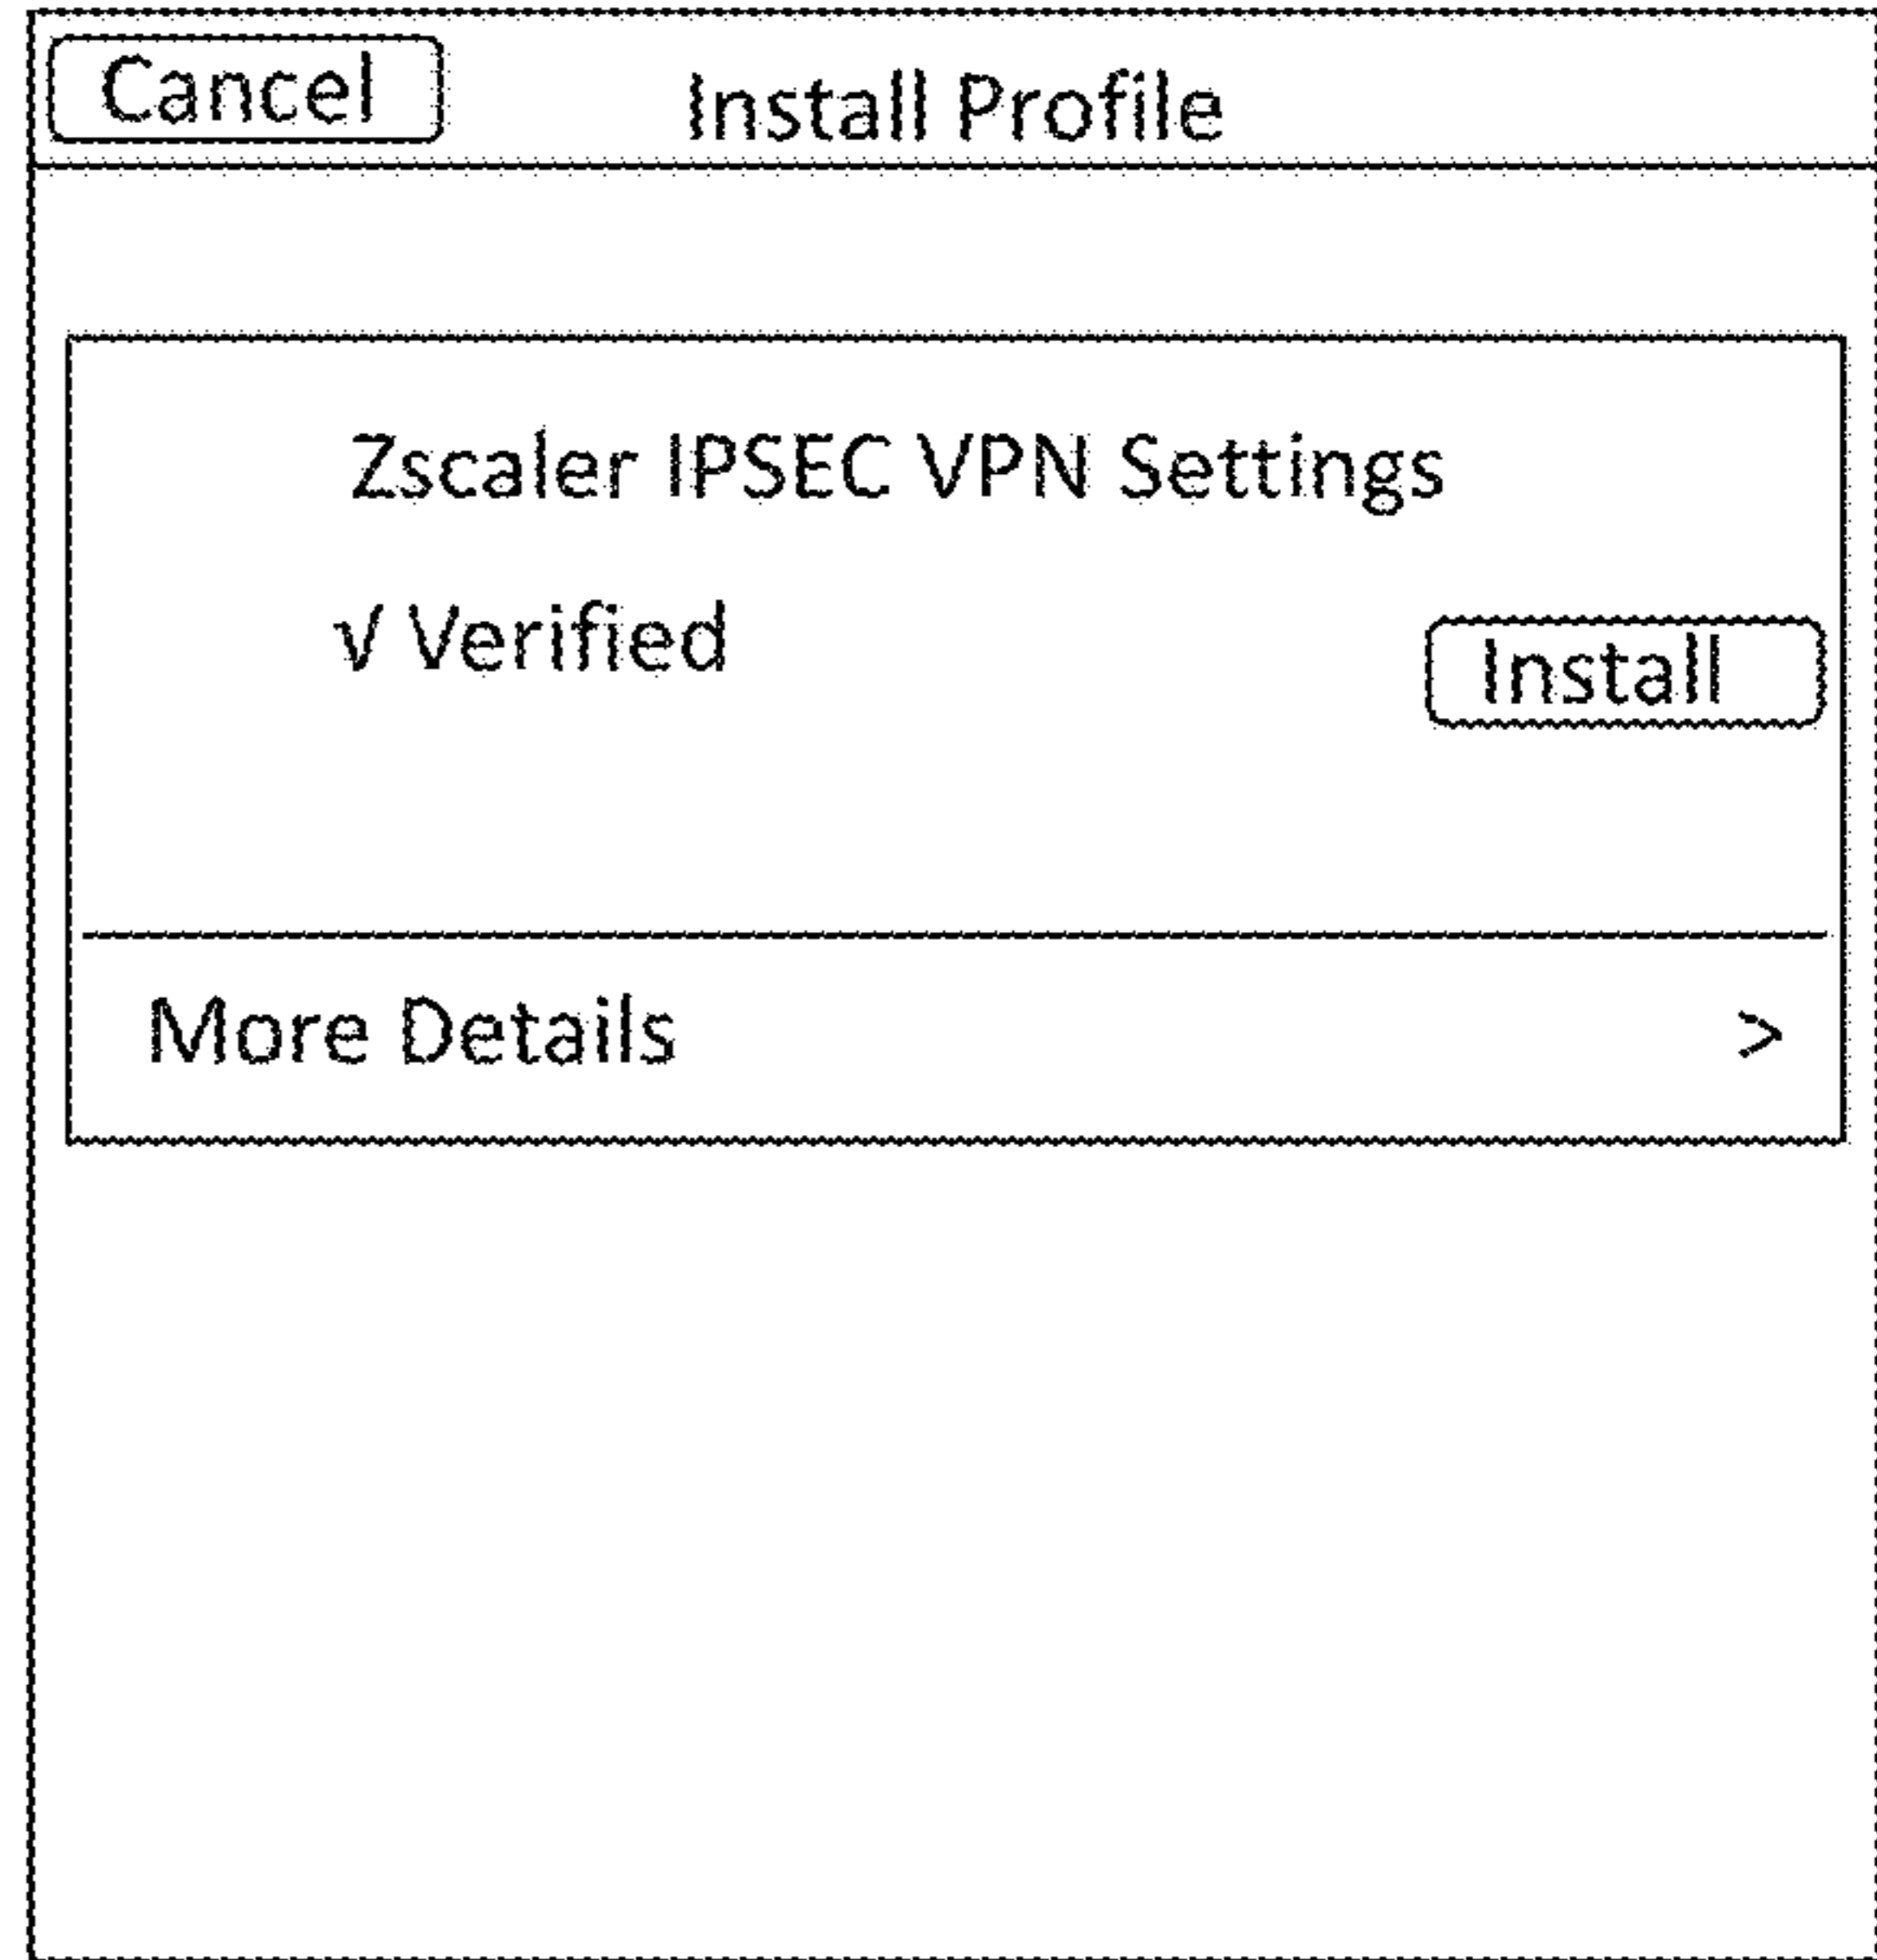 Cancel
Install Profile
Zscaler IPSEC VPN Settings
√ Verified
Install
More Details >